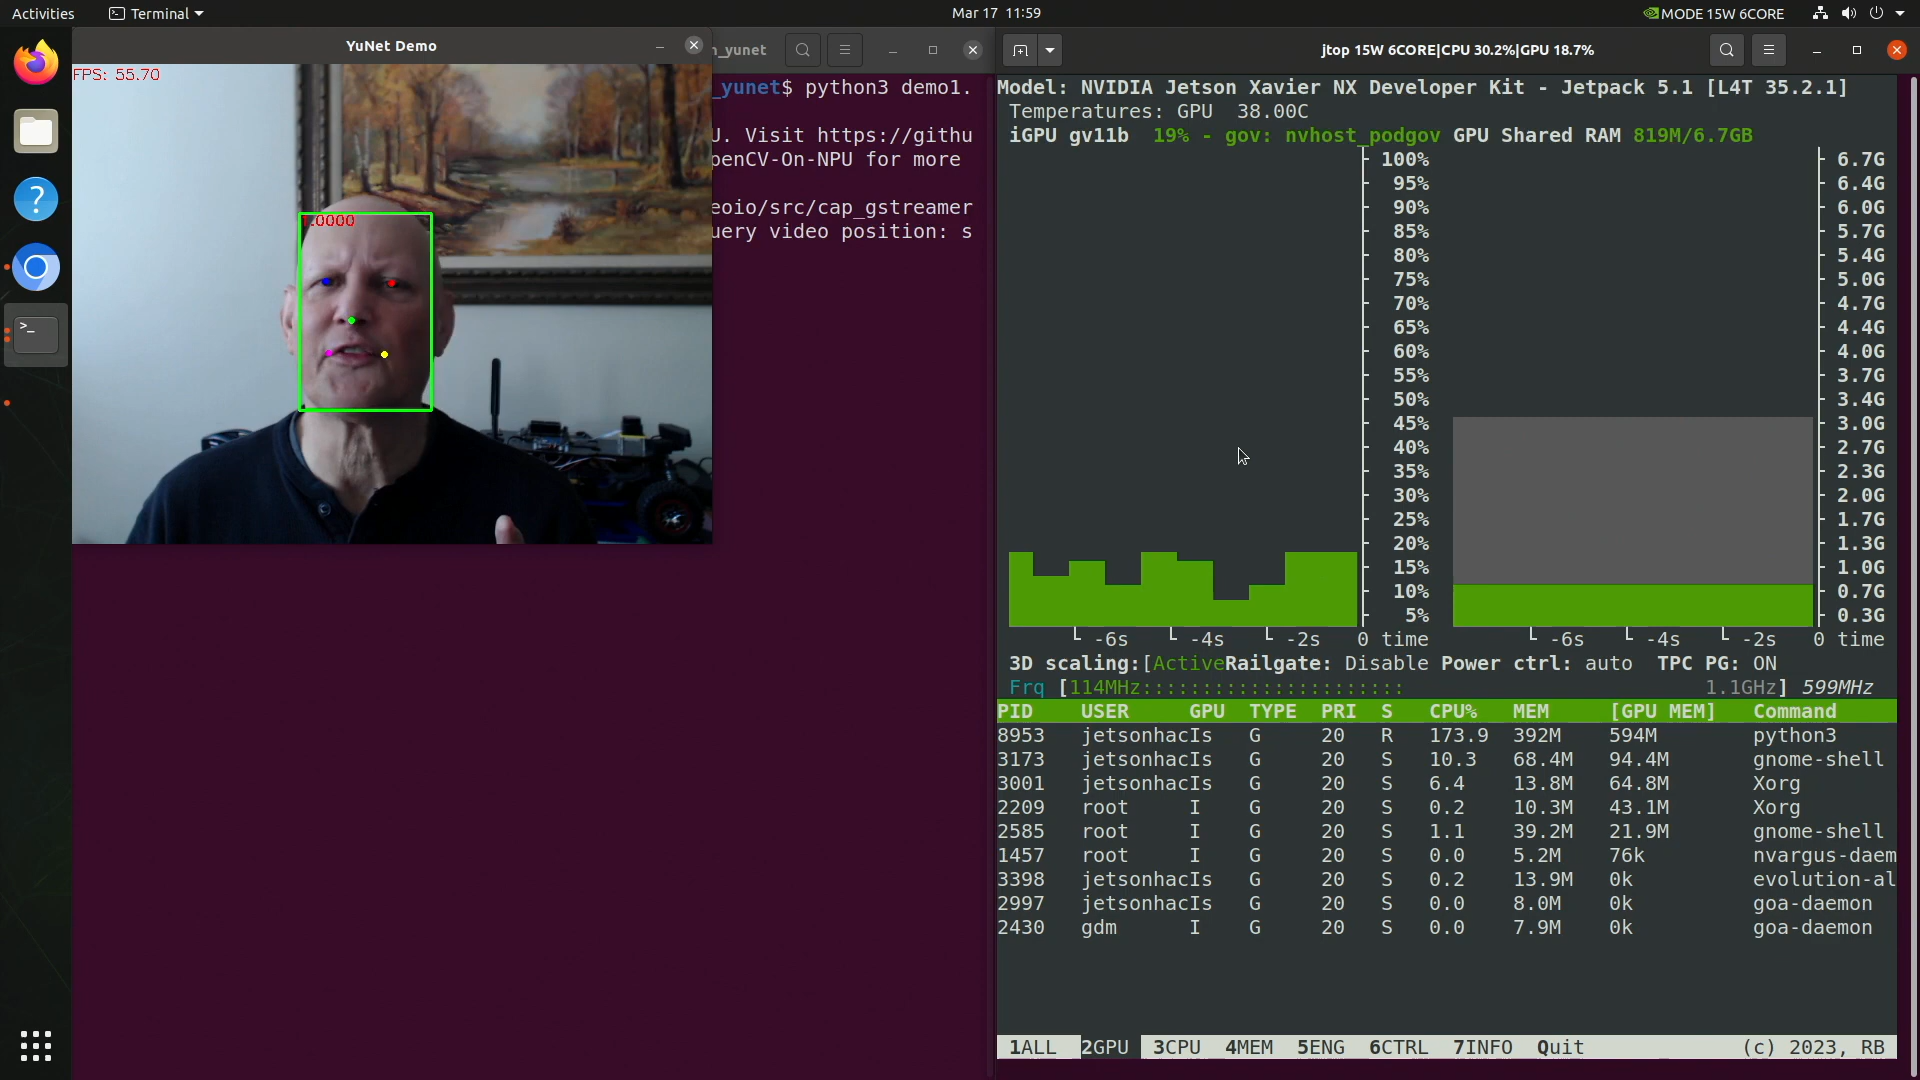 Activities
Terminal
Mar 17 11:59
MODE 15W 6CORE
YuNet Demo
n_yunet
FPS: 55.70
.0000
_yunet$ python3 demo1.
U. Visit https://githu
penCV-On-NPU for more
eoio/src/cap_gstreamer
uery video position: s
jtop 15W 6CORE|CPU 30.2%|GPU 18.7%
Model: NVIDIA Jetson Xavier NX Developer Kit - Jetpack 5.1 [L4T 35.2.1]
Temperatures: GPU 38.00C
iGPU gv11b 19% - gov: nvhost_podgov GPU Shared RAM 819M/6.7GB
100% 6.7G
95% 6.4G
90% 6.0G
85% 5.7G
80% 5.4G
75% 5.0G
70% 4.7G
65% 4.4G
60% 4.0G
55% 3.7G
50% 3.4G
45% 3.0G
40% 2.7G
35% 2.3G
30% 2.0G
25% 1.7G
20% 1.3G
15% 1.0G
10% 0.7G
5% 0.3G
-6s -4s -2s 0 time -6s -4s -2s 0 time
3D scaling:[ActiveRailgate: Disable Power ctrl: auto TPC PG: ON
Frq [114MHz::::::::::::::::::::::: 1.1GHz] 599MHz
PID USER GPU TYPE PRI S CPU% MEM [GPU MEM] Command
8953 jetsonhacIs G 20 R 173.9 392M 594M python3
3173 jetsonhacIs G 20 S 10.3 68.4M 94.4M gnome-shell
3001 jetsonhacIs G 20 S 6.4 13.8M 64.8M Xorg
2209 root I G 20 S 0.2 10.3M 43.1M Xorg
2585 root I G 20 S 1.1 39.2M 21.9M gnome-shell
1457 root I G 20 S 0.0 5.2M 76k nvargus-daem
3398 jetsonhacIs G 20 S 0.2 13.9M 0k evolution-al
2997 jetsonhacIs G 20 S 0.0 8.0M 0k goa-daemon
2430 gdm I G 20 S 0.0 7.9M 0k goa-daemon
1ALL 2GPU 3CPU 4MEM 5ENG 6CTRL 7INFO Quit (c) 2023, RB